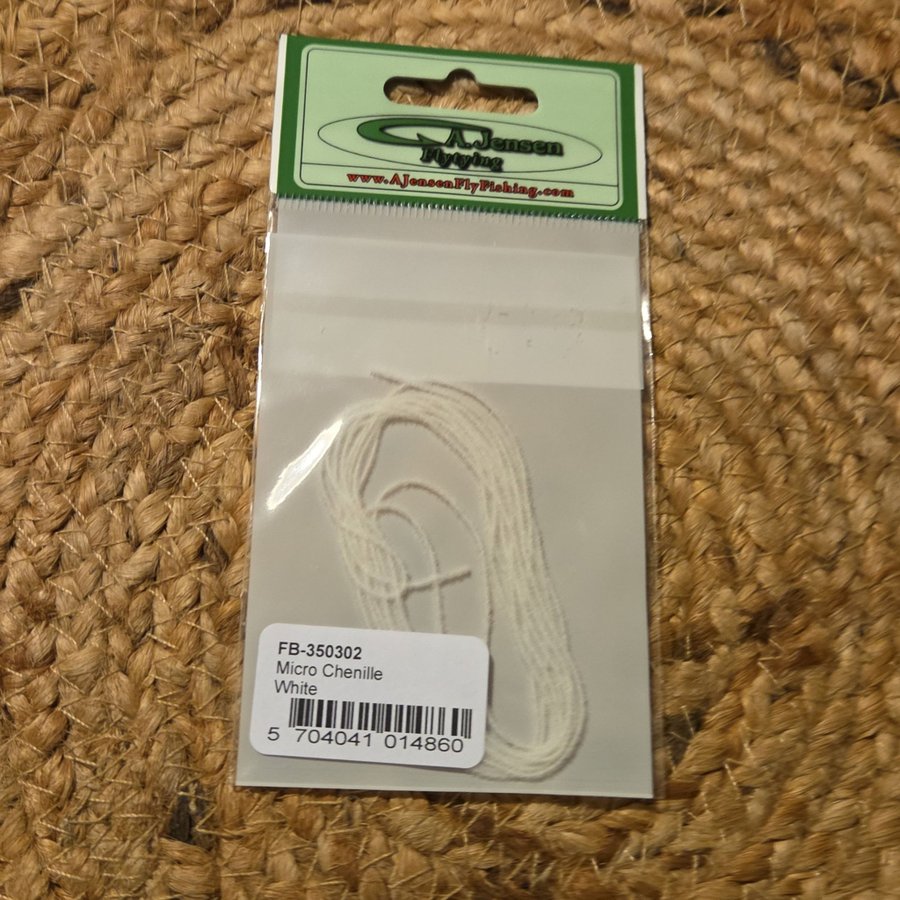 A.Jensen
Flytying
www.AJensenFlyFishing.com
FB-350302
Micro Chenille
White
5 704041 014860